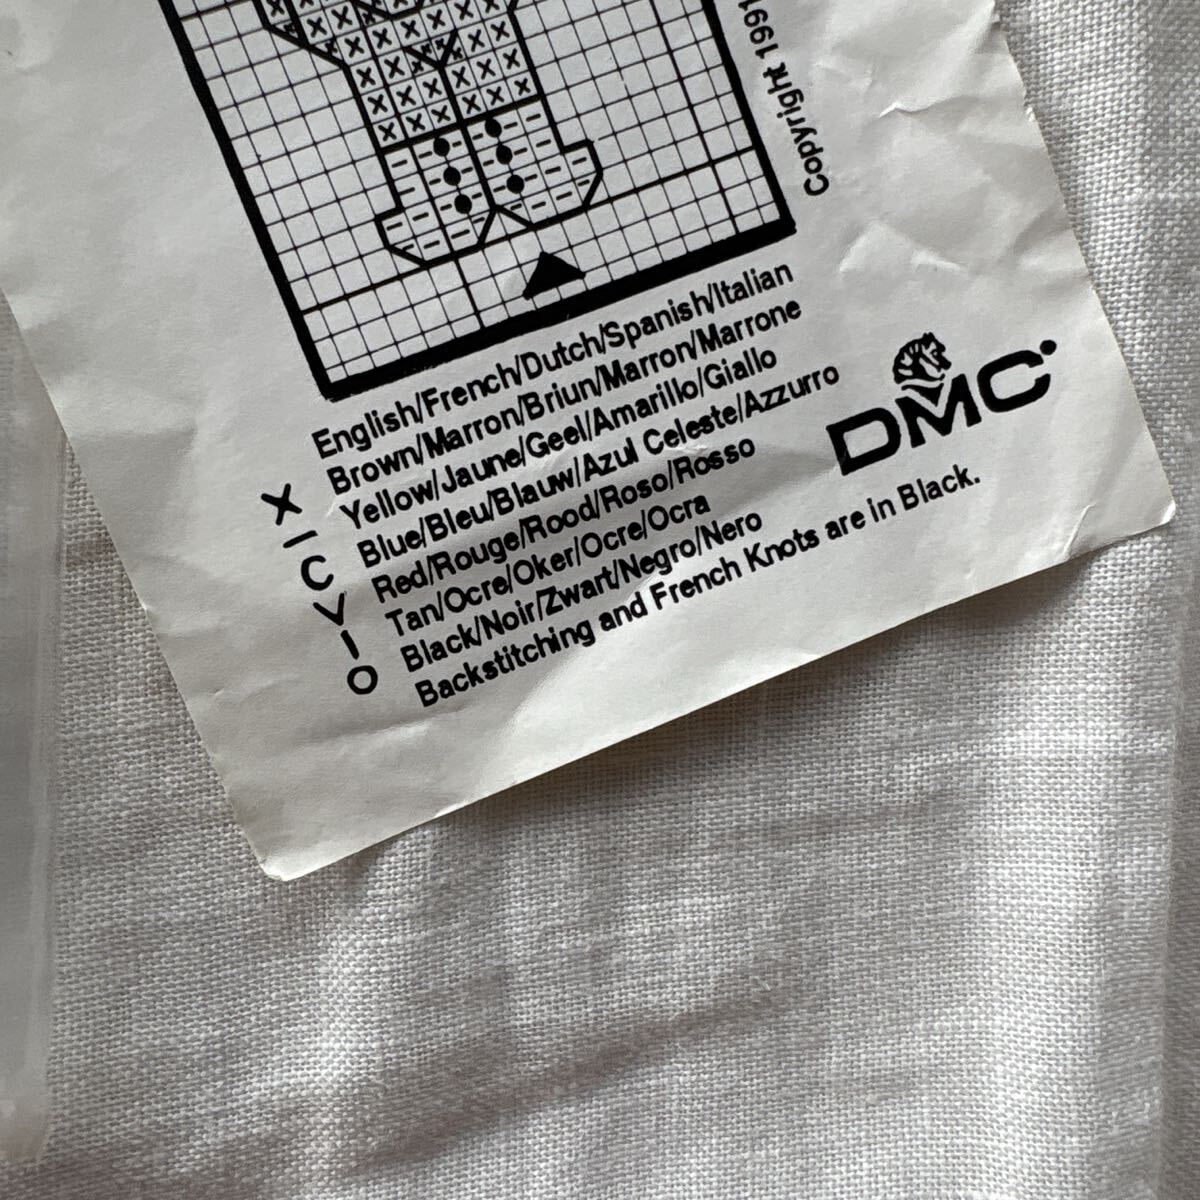 Copyright 1991
English/French/Dutch/Spanish/Italian
X Brown/Marron/Briun/Marron/Marrone
— Yellow/Jaune/Geel/Amarillo/Giallo
C Blue/Bleu/Blauw/Azul Celeste/Azzurro
V Red/Rouge/Rood/Roso/Rosso
\ Tan/Ocre/Oker/Ocre/Ocra
O Black/Noir/Zwart/Negro/Nero
Backstitching and French Knots are in Black.
DMC